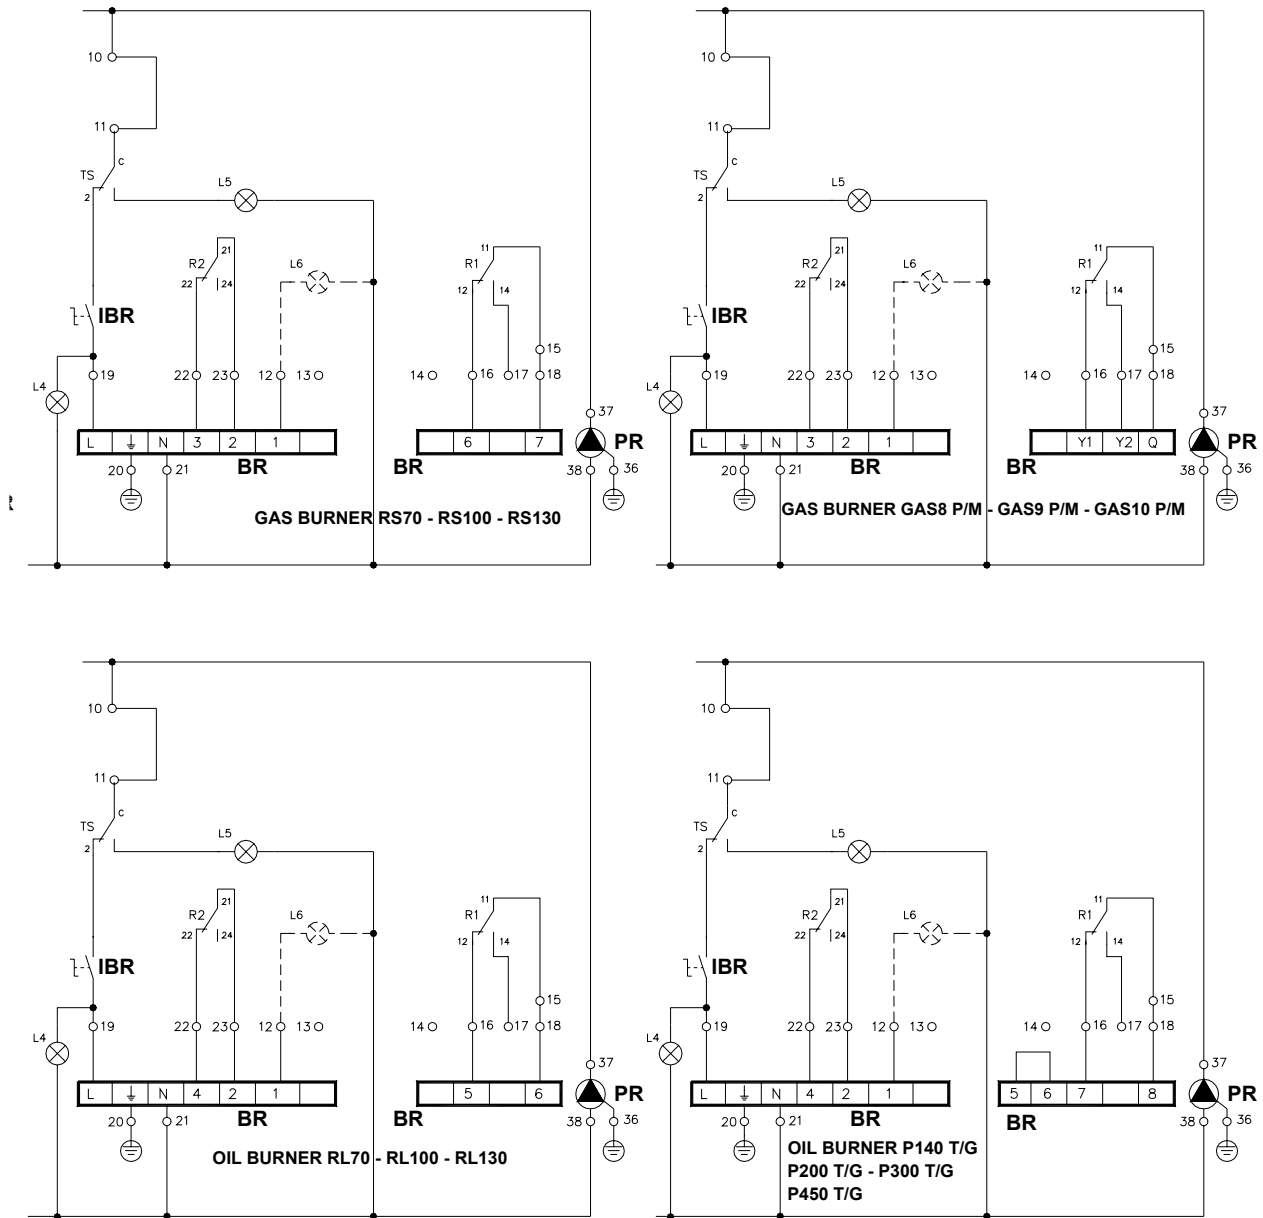 10
11
c
TS
2
L5
21
R2
22
24
L6
11
R1
12
14
IBR
15
L4
19
22 23 12 13
14 16 17 18
37
L N 3 2 1
6 7
PR
20 21
BR
BR
38 36
GAS BURNER RS70 - RS100 - RS130
10
11
c
TS
2
L5
21
R2
22
24
L6
11
R1
12
14
IBR
15
L4
19
22 23 12 13
14 16 17 18
37
L N 3 2 1
Y1 Y2 Q
PR
20 21
BR
BR
38 36
GAS BURNER GAS8 P/M - GAS9 P/M - GAS10 P/M
10
11
c
TS
2
L5
21
R2
22
24
L6
11
R1
12
14
IBR
15
L4
19
22 23 12 13
14 16 17 18
37
L N 4 2 1
5 6
PR
20 21
BR
BR
38 36
OIL BURNER RL70 - RL100 - RL130
10
11
c
TS
2
L5
21
R2
22
24
L6
11
R1
12
14
IBR
15
L4
19
22 23 12 13
14 16 17 18
37
L N 4 2 1
5 6 7 8
PR
20 21
BR
BR
38 36
OIL BURNER P140 T/G
P200 T/G - P300 T/G
P450 T/G